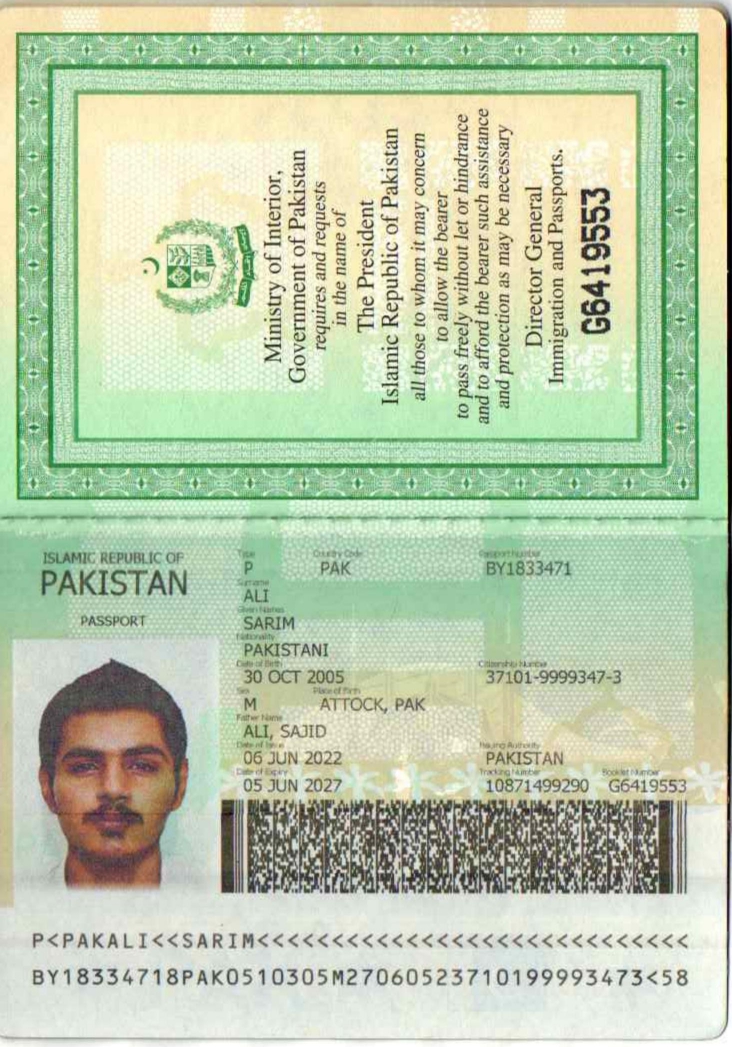 Ministry of Interior,
Government of Pakistan
requires and requests
in the name of
The President
Islamic Republic of Pakistan
all those to whom it may concern
to allow the bearer
to pass freely without let or hindrance
and to afford the bearer such assistance
and protection as may be necessary
Director General
Immigration and Passports.
G6419553
ISLAMIC REPUBLIC OF
PAKISTAN
PASSPORT
Type Country Code Passport Number
P PAK BY1833471
Surname
ALI
Given Names
SARIM
Nationality
PAKISTANI
Date of Birth Citizenship Number
30 OCT 2005 37101-9999347-3
Sex Place of Birth
M ATTOCK, PAK
Father Name
ALI, SAJID
Date of Issue Issuing Authority
06 JUN 2022 PAKISTAN
Date of Expiry Tracking Number Booklet Number
05 JUN 2027 10871499290 G6419553
P<PAKALI<<SARIM<<<<<<<<<<<<<<<<<<<<<<<<<<<<<
BY18334718PAK0510305M27060523710199993473<58